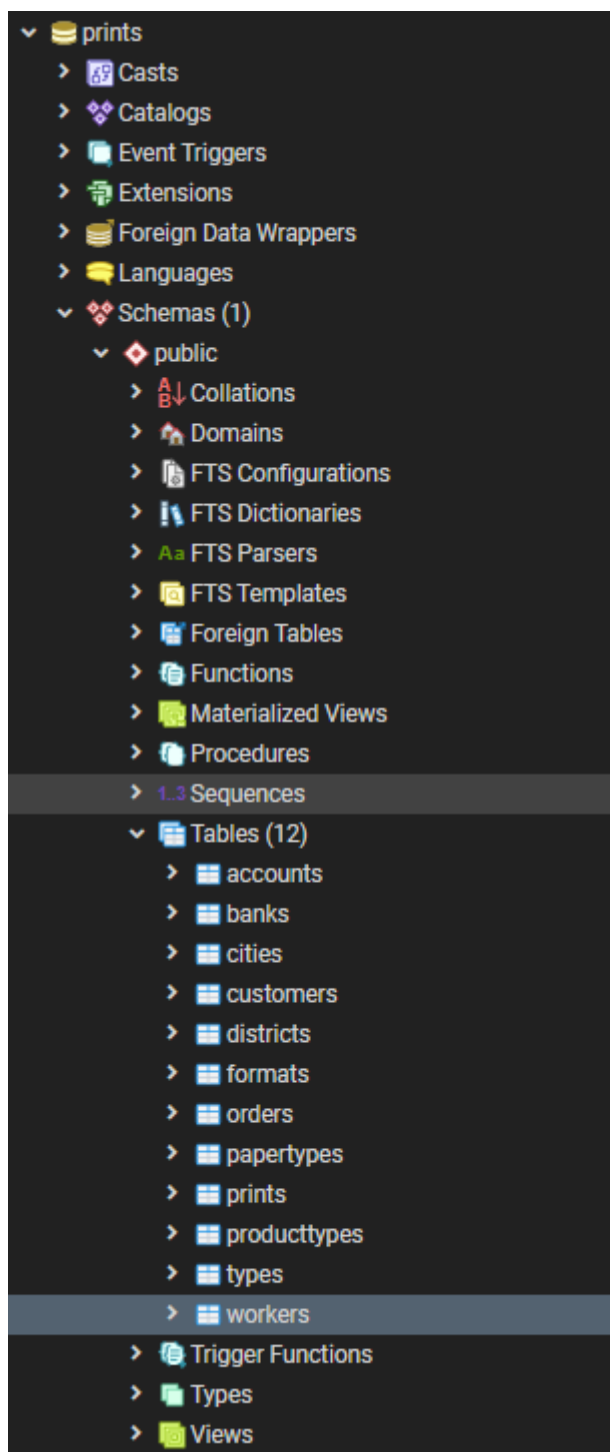 prints
Casts
Catalogs
Event Triggers
Extensions
Foreign Data Wrappers
Languages
Schemas (1)
public
Collations
Domains
FTS Configurations
FTS Dictionaries
Aa FTS Parsers
FTS Templates
Foreign Tables
Functions
Materialized Views
Procedures
1..3 Sequences
Tables (12)
accounts
banks
cities
customers
districts
formats
orders
papertypes
prints
producttypes
types
workers
Trigger Functions
Types
Views